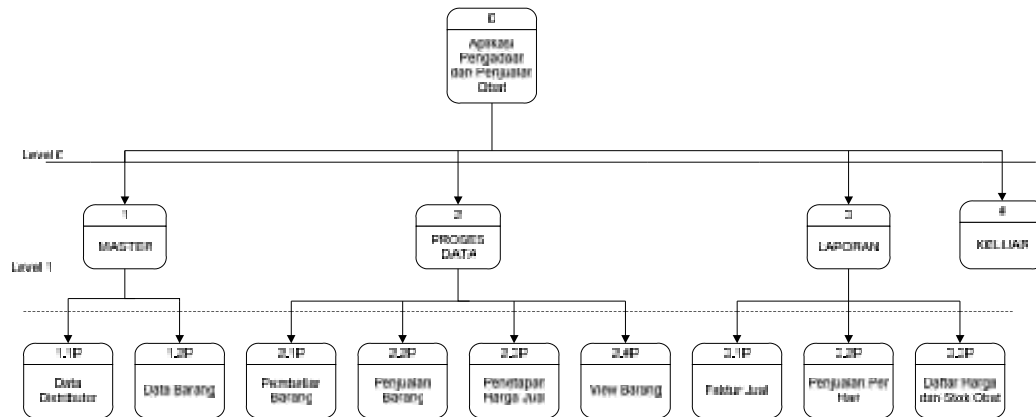 0
Aplikasi
Pengadaan
dan Penjualan
Obat
Level 0
1
MASTER
2
PROSES
DATA
3
LAPORAN
4
KELUAR
Level 1
1.1P
Data
Distributor
1.2P
Data Barang
2.1P
Pembelian
Barang
2.2P
Penjualan
Barang
2.3P
Penetapan
Harga Jual
2.4P
View Barang
3.1P
Faktur Jual
3.2P
Penjualan Per
Hari
3.3P
Daftar Harga
dan Stok Obat